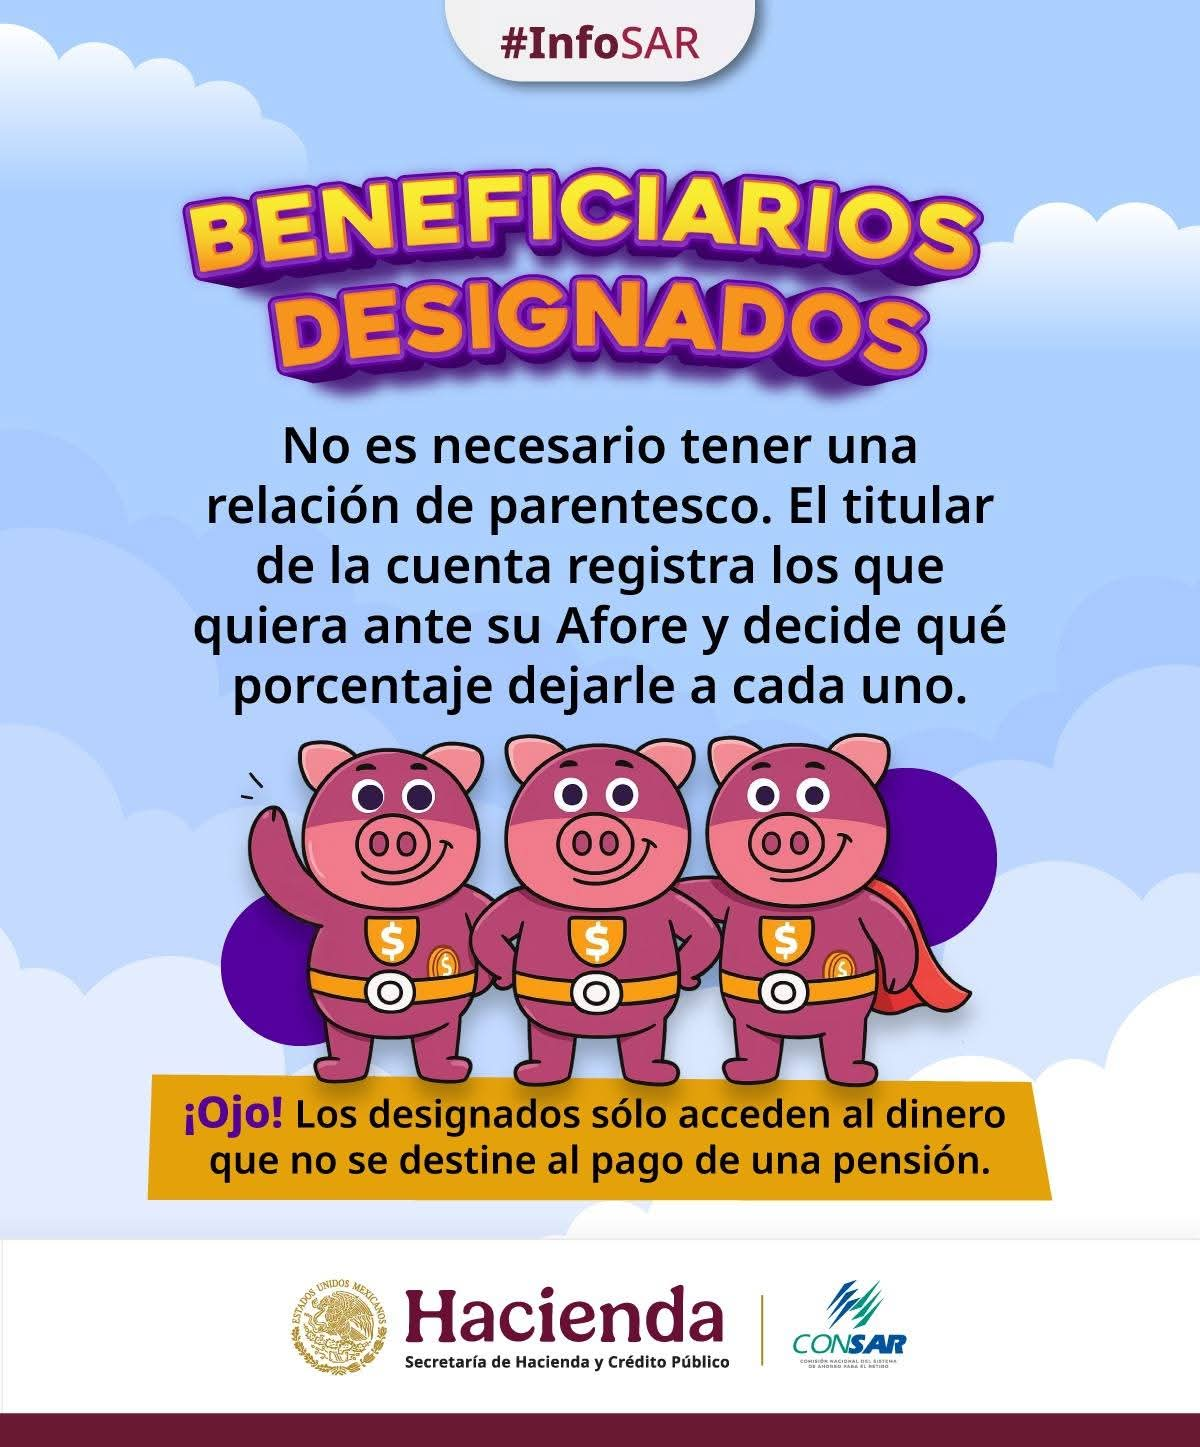 #InfoSAR
BENEFICIARIOS
DESIGNADOS
No es necesario tener una
relación de parentesco. El titular
de la cuenta registra los que
quiera ante su Afore y decide qué
porcentaje dejarle a cada uno.
$
$
$
$
$
¡Ojo! Los designados sólo acceden al dinero
que no se destine al pago de una pensión.
ESTADOS UNIDOS MEXICANOS
Hacienda
Secretaría de Hacienda y Crédito Público
CONSAR
COMISIÓN NACIONAL DEL SISTEMA
DE AHORRO PARA EL RETIRO